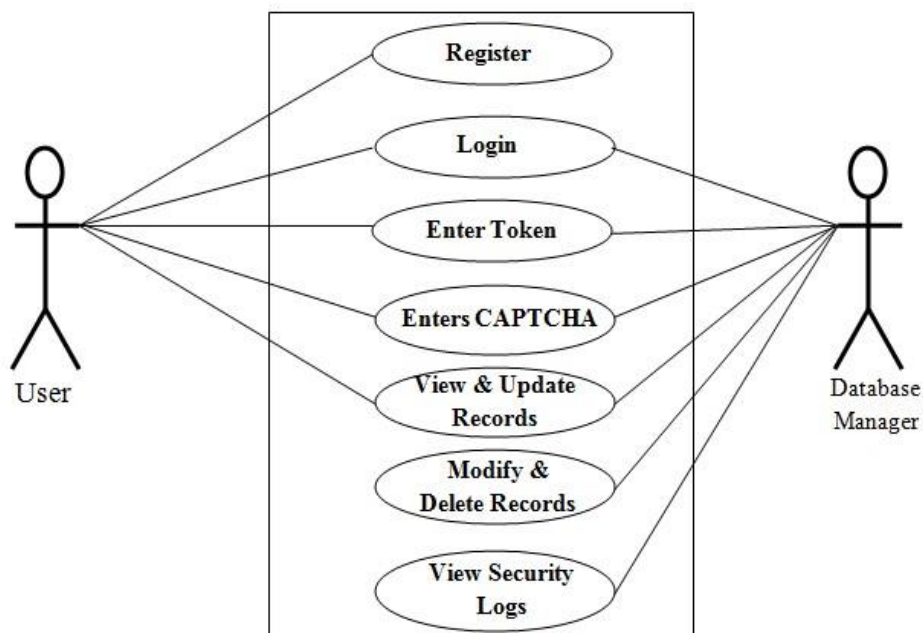 Register
Login
Enter Token
Enters CAPTCHA
View & Update
Records
Modify &
Delete Records
View Security
Logs
User
Database
Manager